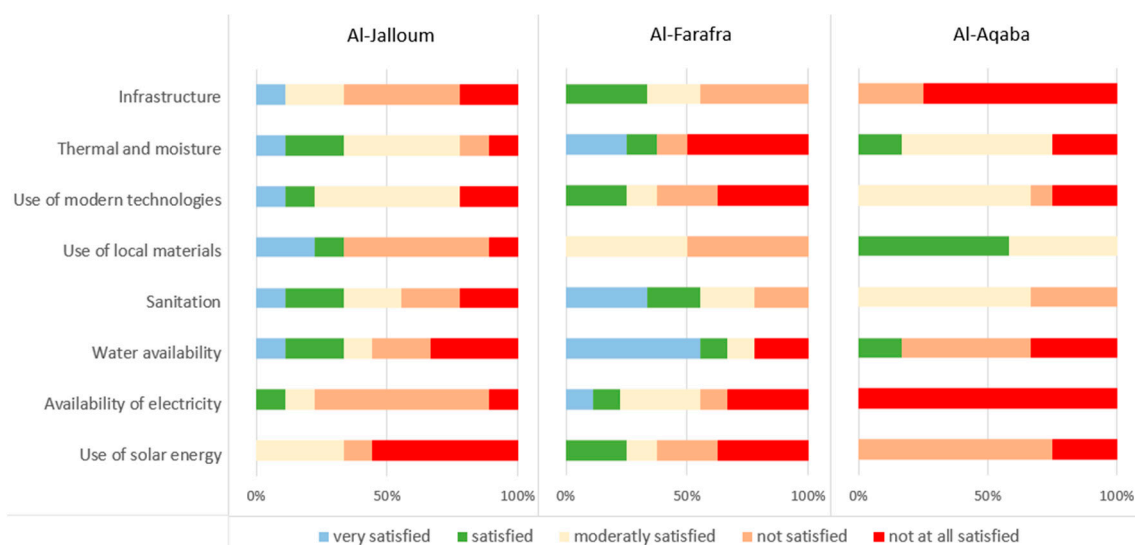 Al-Jalloum Al-Farafra Al-Aqaba
Infrastructure
Thermal and moisture
Use of modern technologies
Use of local materials
Sanitation
Water availability
Availability of electricity
Use of solar energy
0% 50% 100% 0% 50% 100% 0% 50% 100%
very satisfied satisfied moderatly satisfied not satisfied not at all satisfied